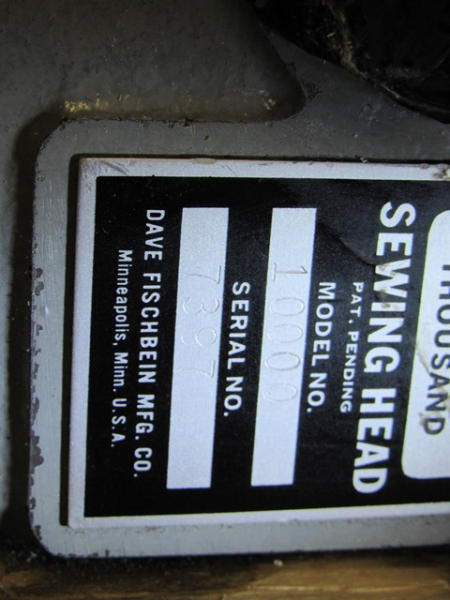 THOUSAND
SEWING HEAD
PAT. PENDING
MODEL NO.
10000
SERIAL NO.
7397
DAVE FISCHBEIN MFG. CO.
Minneapolis, Minn. U.S.A.